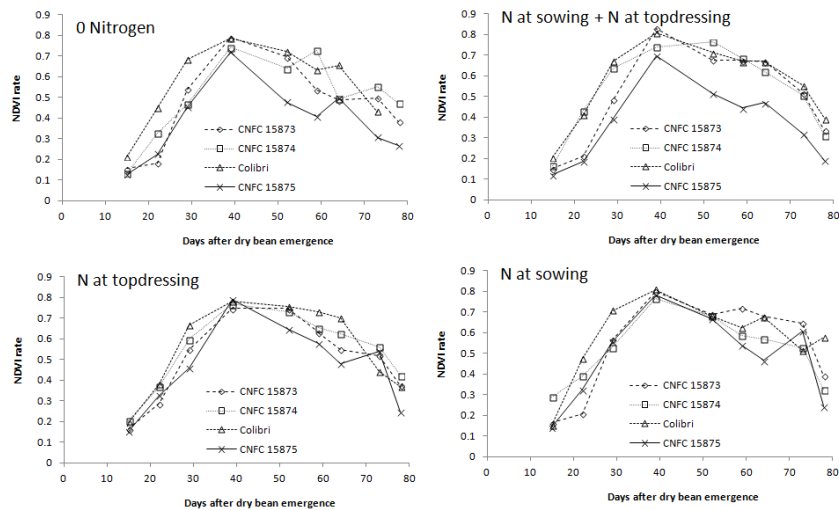 0 Nitrogen
NDVI rate
0.9
0.8
0.7
0.6
0.5
0.4
0.3
0.2
0.1
0
CNFC 15873
CNFC 15874
Colibri
CNFC 15875
0 10 20 30 40 50 60 70 80
Days after dry bean emergence
N at sowing + N at topdressing
NDVI rate
0.9
0.8
0.7
0.6
0.5
0.4
0.3
0.2
0.1
0
CNFC 15873
CNFC 15874
Colibri
CNFC 15875
0 10 20 30 40 50 60 70 80
Days after dry bean emergence
N at topdressing
NDVI rate
0.9
0.8
0.7
0.6
0.5
0.4
0.3
0.2
0.1
0
CNFC 15873
CNFC 15874
Colibri
CNFC 15875
0 10 20 30 40 50 60 70 80
Days after dry bean emergence
N at sowing
NDVI rate
0.9
0.8
0.7
0.6
0.5
0.4
0.3
0.2
0.1
0
CNFC 15873
CNFC 15874
Colibri
CNFC 15875
0 10 20 30 40 50 60 70 80
Days after dry bean emergence